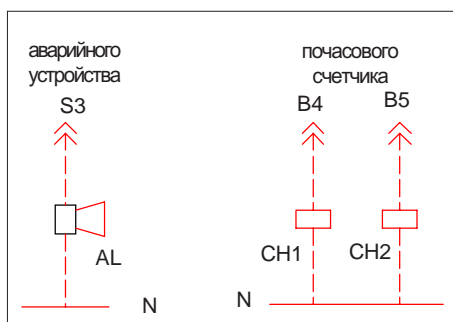 аварийного
устройства
S3
AL
N
почасового
счетчика
B4 B5
CH1 CH2
N